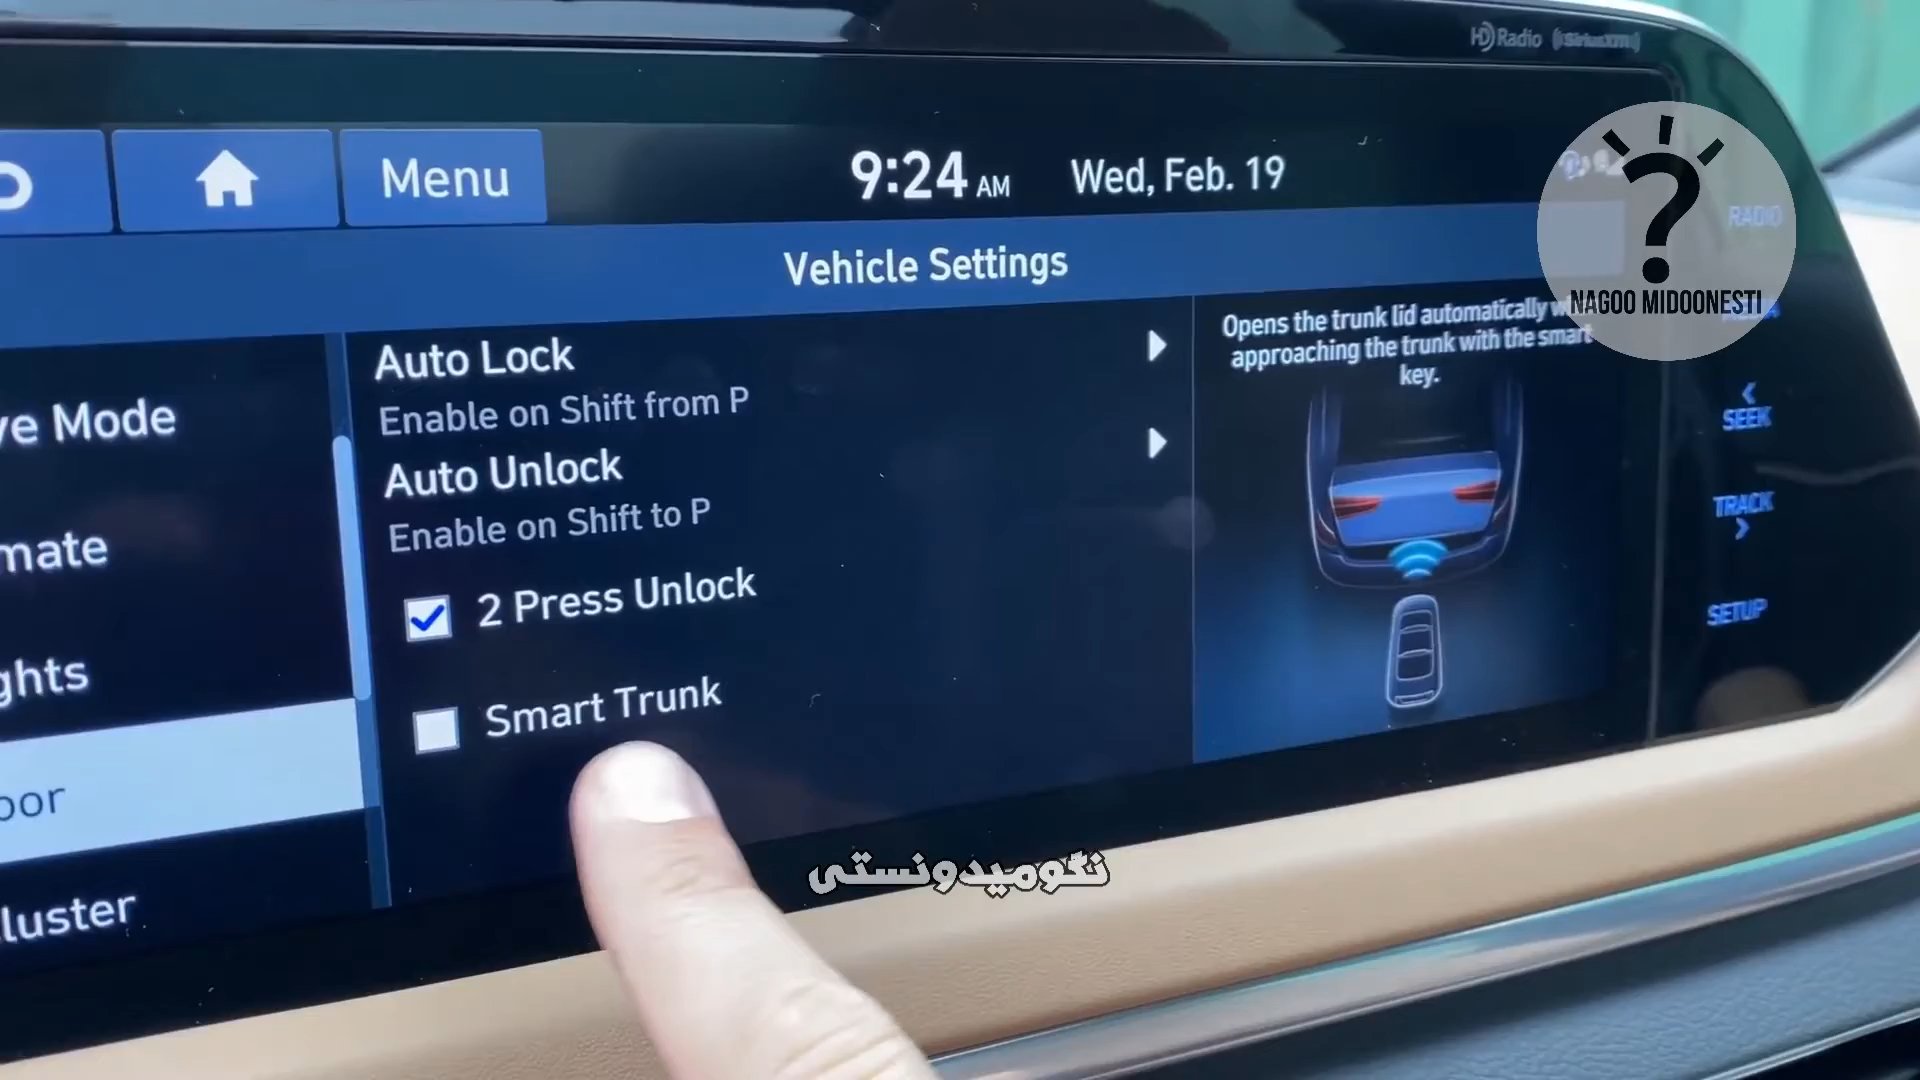 HD Radio ((SiriusXM))
Menu
9:24 AM
Wed, Feb. 19
Vehicle Settings
RADIO
NAGOO MIDOONESTI
Opens the trunk lid automatically
approaching the trunk with the smart
key.
Auto Lock
Enable on Shift from P
Auto Unlock
Enable on Shift to P
2 Press Unlock
Smart Trunk
ve Mode
mate
ghts
oor
luster
SEEK
TRACK
SETUP
نگومیدونستی